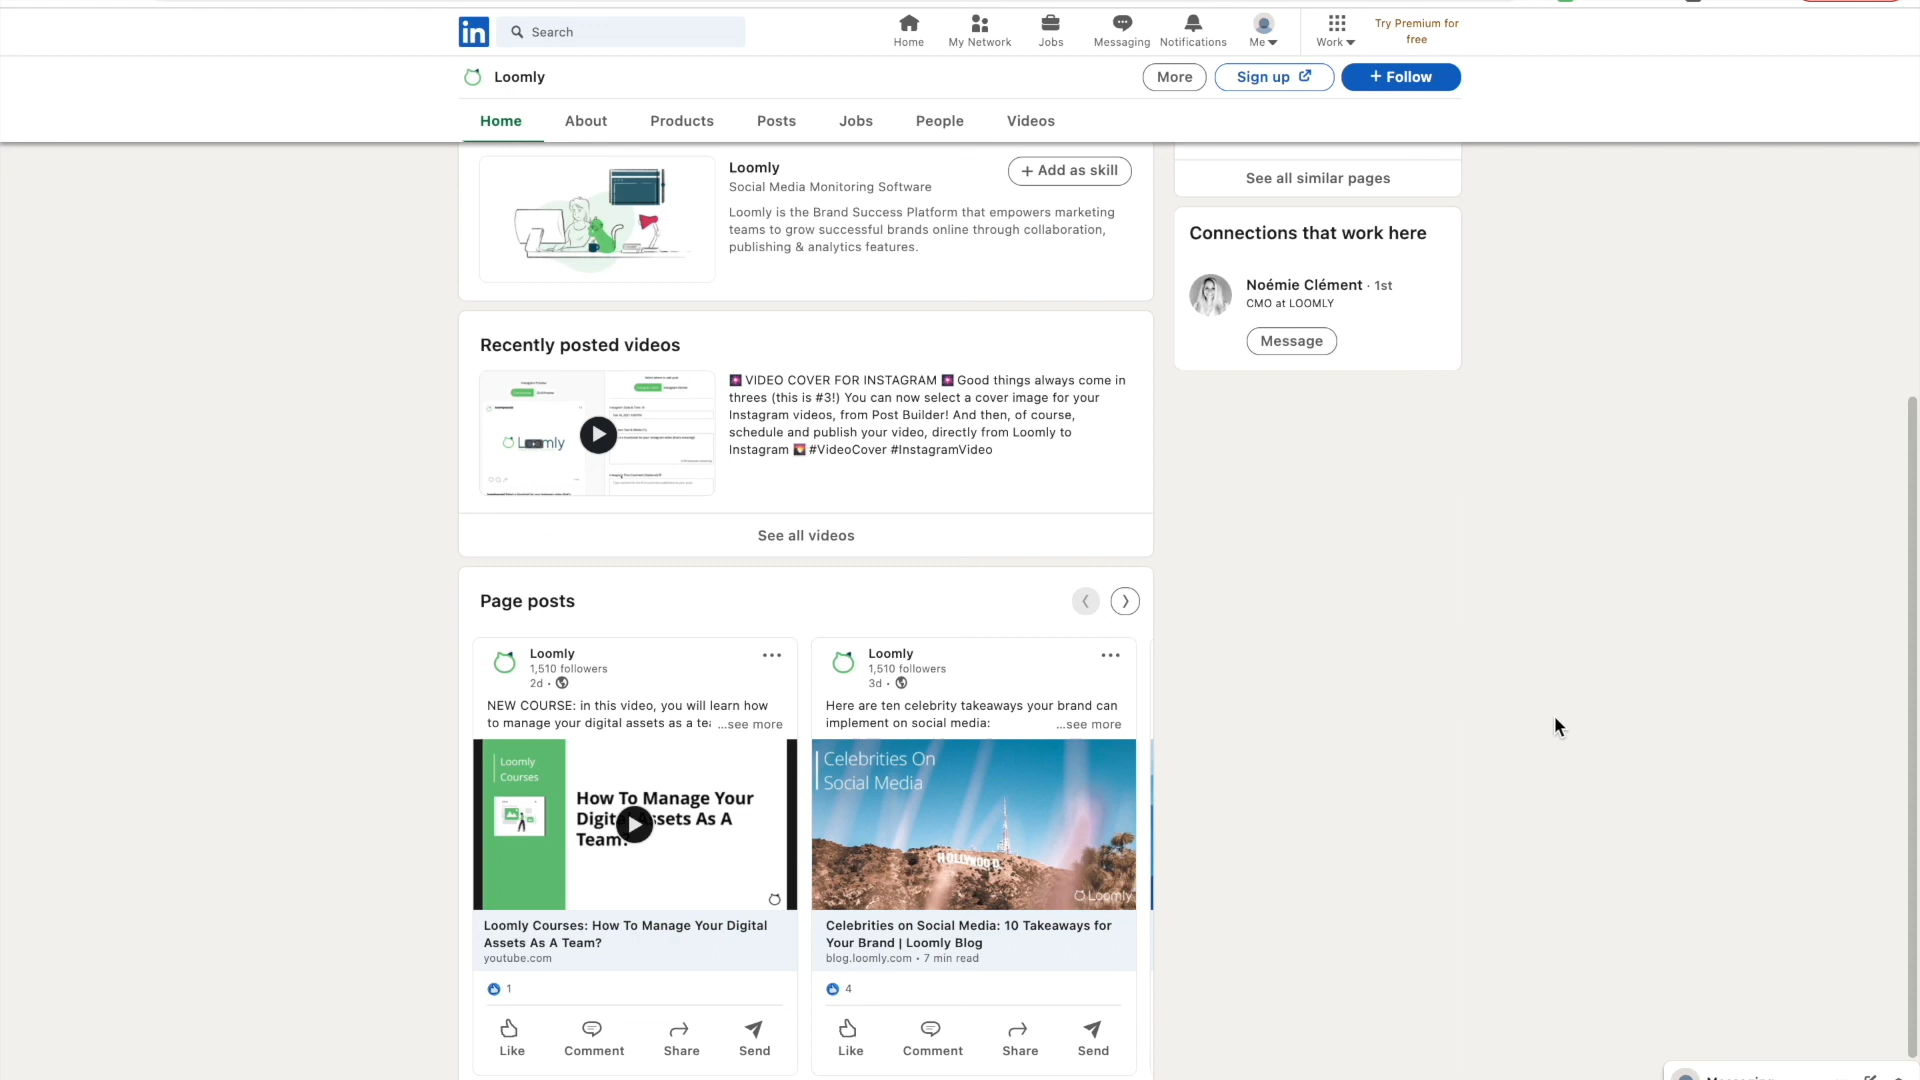 Search
Home
My Network
Jobs
Messaging
Notifications
Me
Work
Try Premium for
free
Loomly
More
Sign up
+ Follow
Home
About
Products
Posts
Jobs
People
Videos
Loomly
Social Media Monitoring Software
+ Add as skill
Loomly is the Brand Success Platform that empowers marketing
teams to grow successful brands online through collaboration,
publishing & analytics features.
See all similar pages
Connections that work here
Noémie Clément · 1st
CMO at LOOMLY
Message
Recently posted videos
VIDEO COVER FOR INSTAGRAM Good things always come in
threes (this is #3!) You can now select a cover image for your
Instagram videos, from Post Builder! And then, of course,
schedule and publish your video, directly from Loomly to
Instagram #VideoCover #InstagramVideo
See all videos
Page posts
Loomly
1,510 followers
2d •
NEW COURSE: in this video, you will learn how
to manage your digital assets as a te
...see more
Loomly
Courses
How To Manage Your
Digital Assets As A
Team?
Loomly Courses: How To Manage Your Digital
Assets As A Team?
youtube.com
1
Like
Comment
Share
Send
Loomly
1,510 followers
3d •
Here are ten celebrity takeaways your brand can
implement on social media:
...see more
Celebrities On
Social Media
HOLLYWOOD
Loomly
Celebrities on Social Media: 10 Takeaways for
Your Brand | Loomly Blog
blog.loomly.com • 7 min read
4
Like
Comment
Share
Send